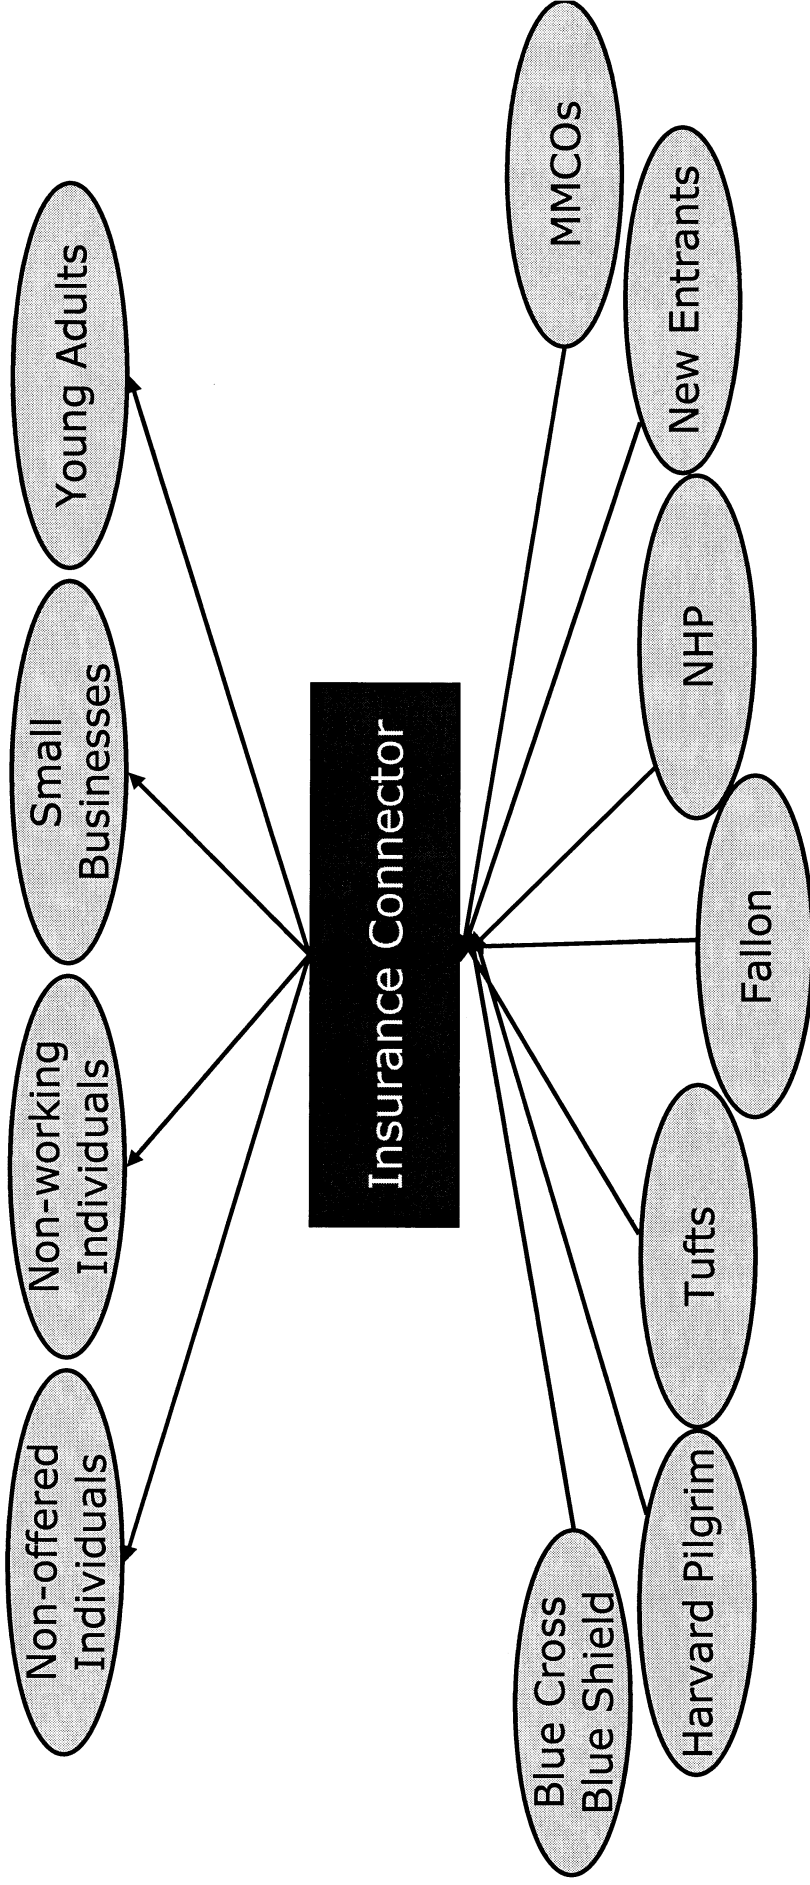 Non-offered
Individuals
Non-working
Individuals
Small
Businesses
Young Adults
Insurance Connector
Blue Cross
Blue Shield
Harvard Pilgrim
Tufts
Fallon
NHP
New Entrants
MMCOs